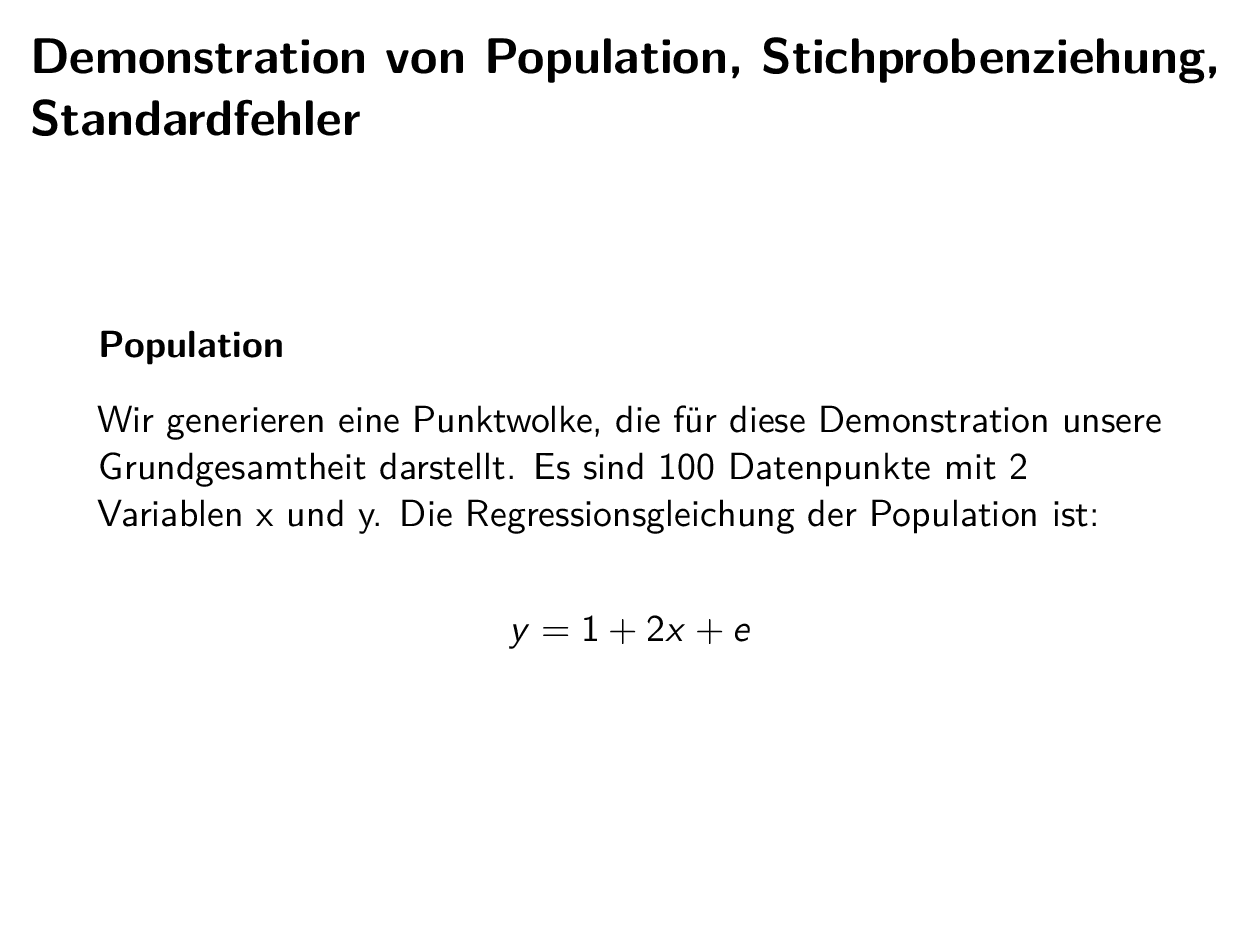 Demonstration von Population, Stichprobenziehung,
Standardfehler
Population
Wir generieren eine Punktwolke, die für diese Demonstration unsere
Grundgesamtheit darstellt. Es sind 100 Datenpunkte mit 2
Variablen x und y. Die Regressionsgleichung der Population ist:
y = 1 + 2x + e